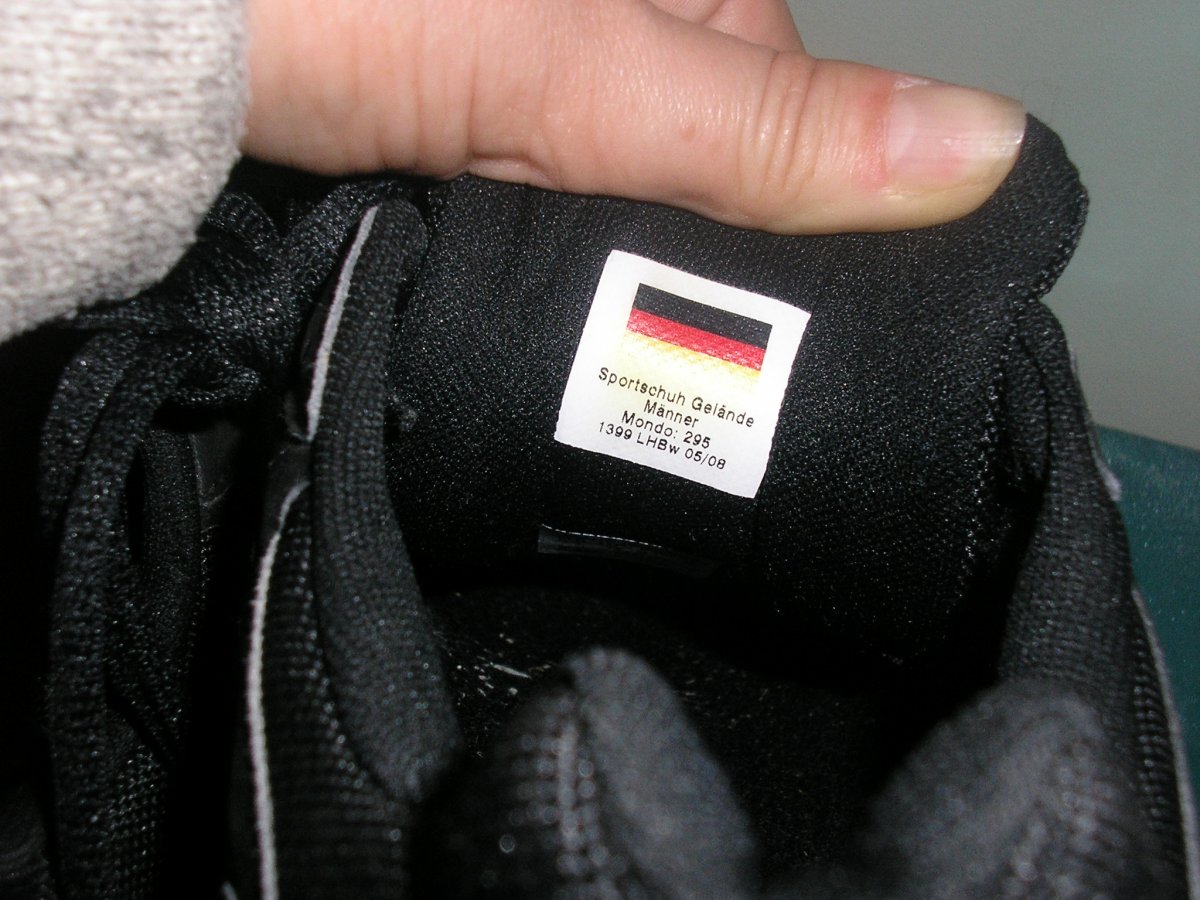 Sportschuh Gelände
Männer
Mondo: 295
1399 LHBw 05/08